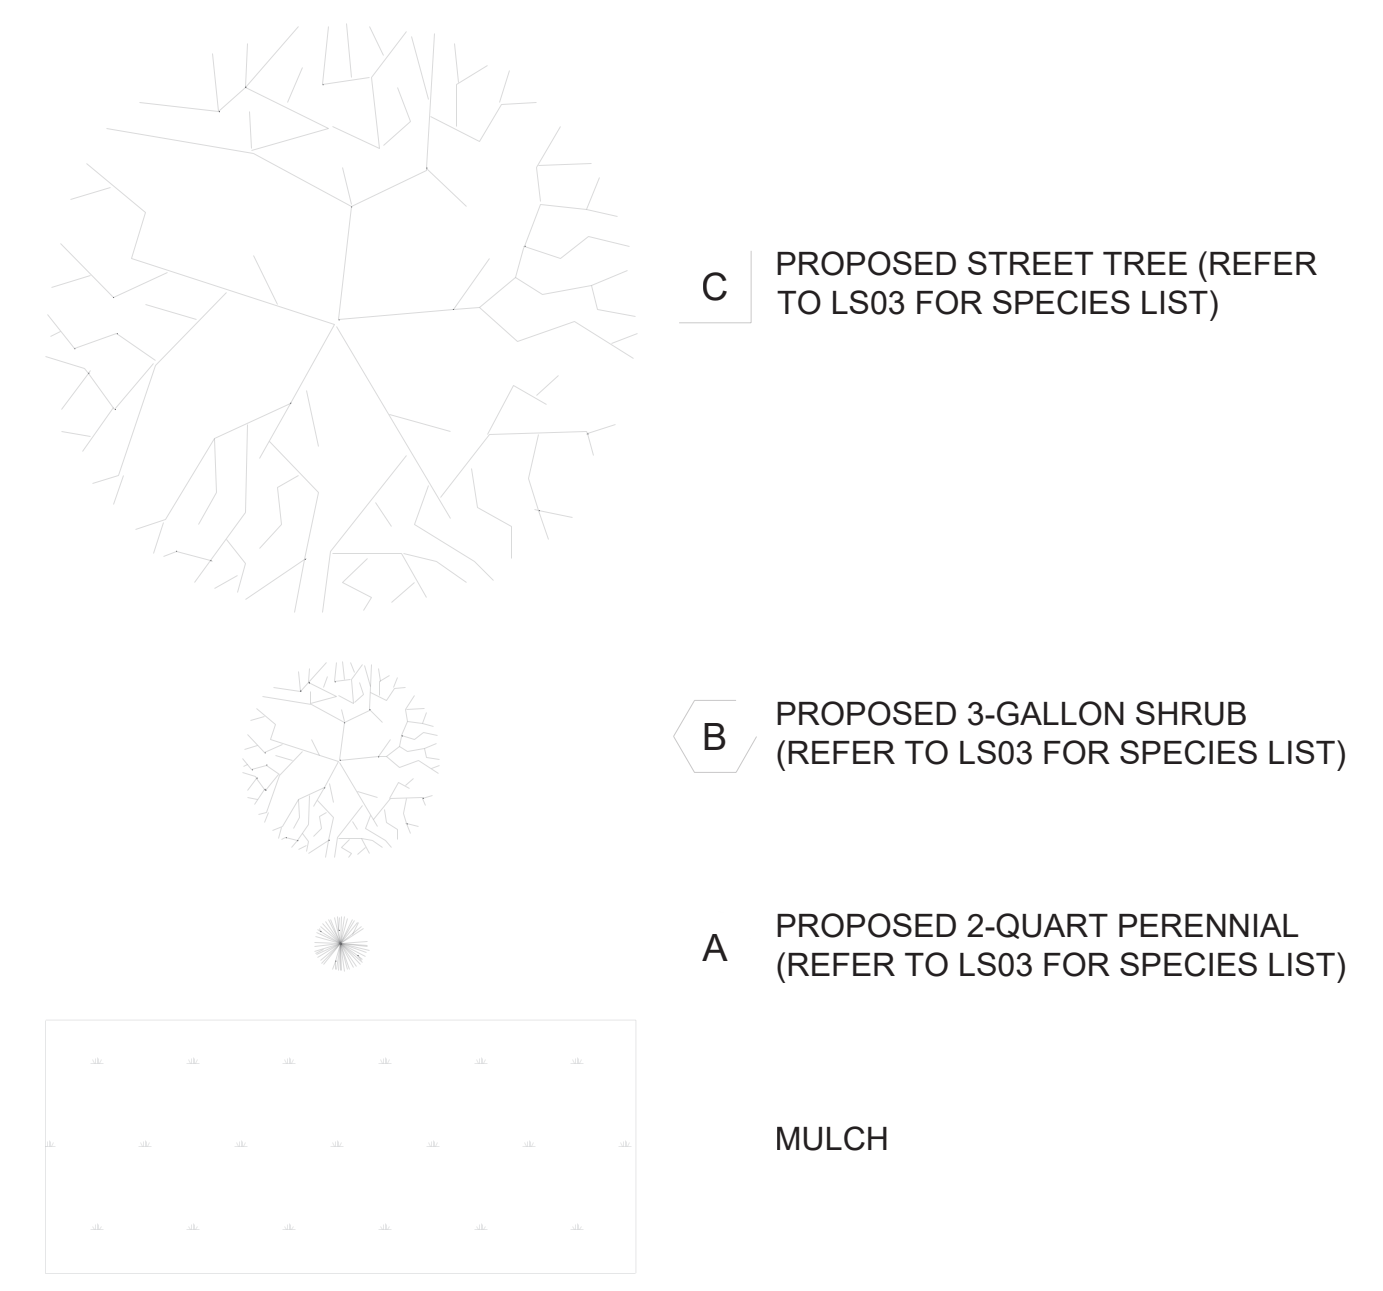 C
PROPOSED STREET TREE (REFER
TO LS03 FOR SPECIES LIST)
B
PROPOSED 3-GALLON SHRUB
(REFER TO LS03 FOR SPECIES LIST)
A
PROPOSED 2-QUART PERENNIAL
(REFER TO LS03 FOR SPECIES LIST)
MULCH